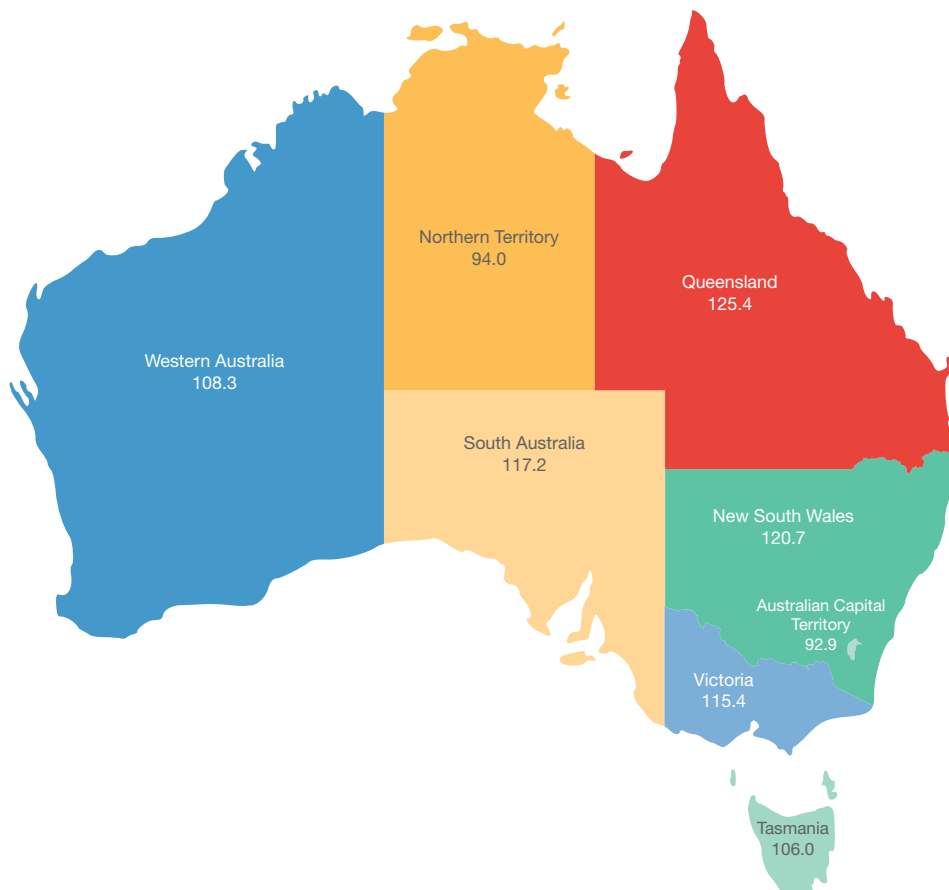 Northern Territory
94.0
Queensland
125.4
Western Australia
108.3
South Australia
117.2
New South Wales
120.7
Australian Capital
Territory
92.9
Victoria
115.4
Tasmania
106.0